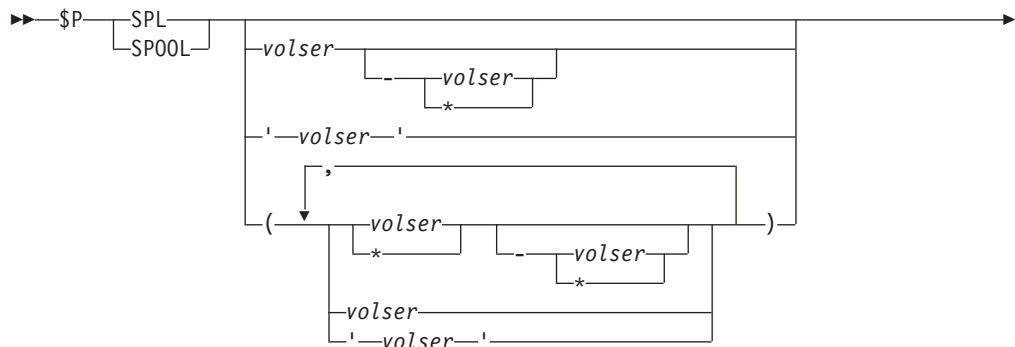 $P SPL
SPOOL
volser
- volser
*
' volser '
,
( volser - volser )
* *
volser
' volser '